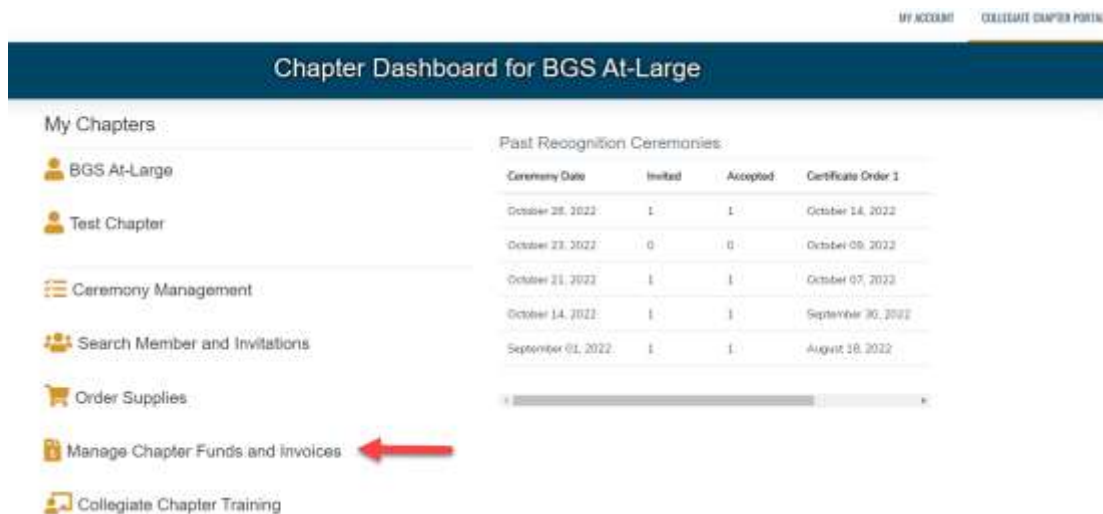 MY ACCOUNT COLLEGIATE CHAPTER PORTAL
Chapter Dashboard for BGS At-Large
My Chapters
BGS At-Large
Test Chapter
Ceremony Management
Search Member and Invitations
Order Supplies
Manage Chapter Funds and Invoices
Collegiate Chapter Training
Past Recognition Ceremonies
Ceremony Date Invited Accepted Certificate Order 1
October 28, 2022 1 1 October 14, 2022
October 23, 2022 0 0 October 09, 2022
October 21, 2022 1 1 October 07, 2022
October 14, 2022 1 1 September 30, 2022
September 01, 2022 1 1 August 18, 2022